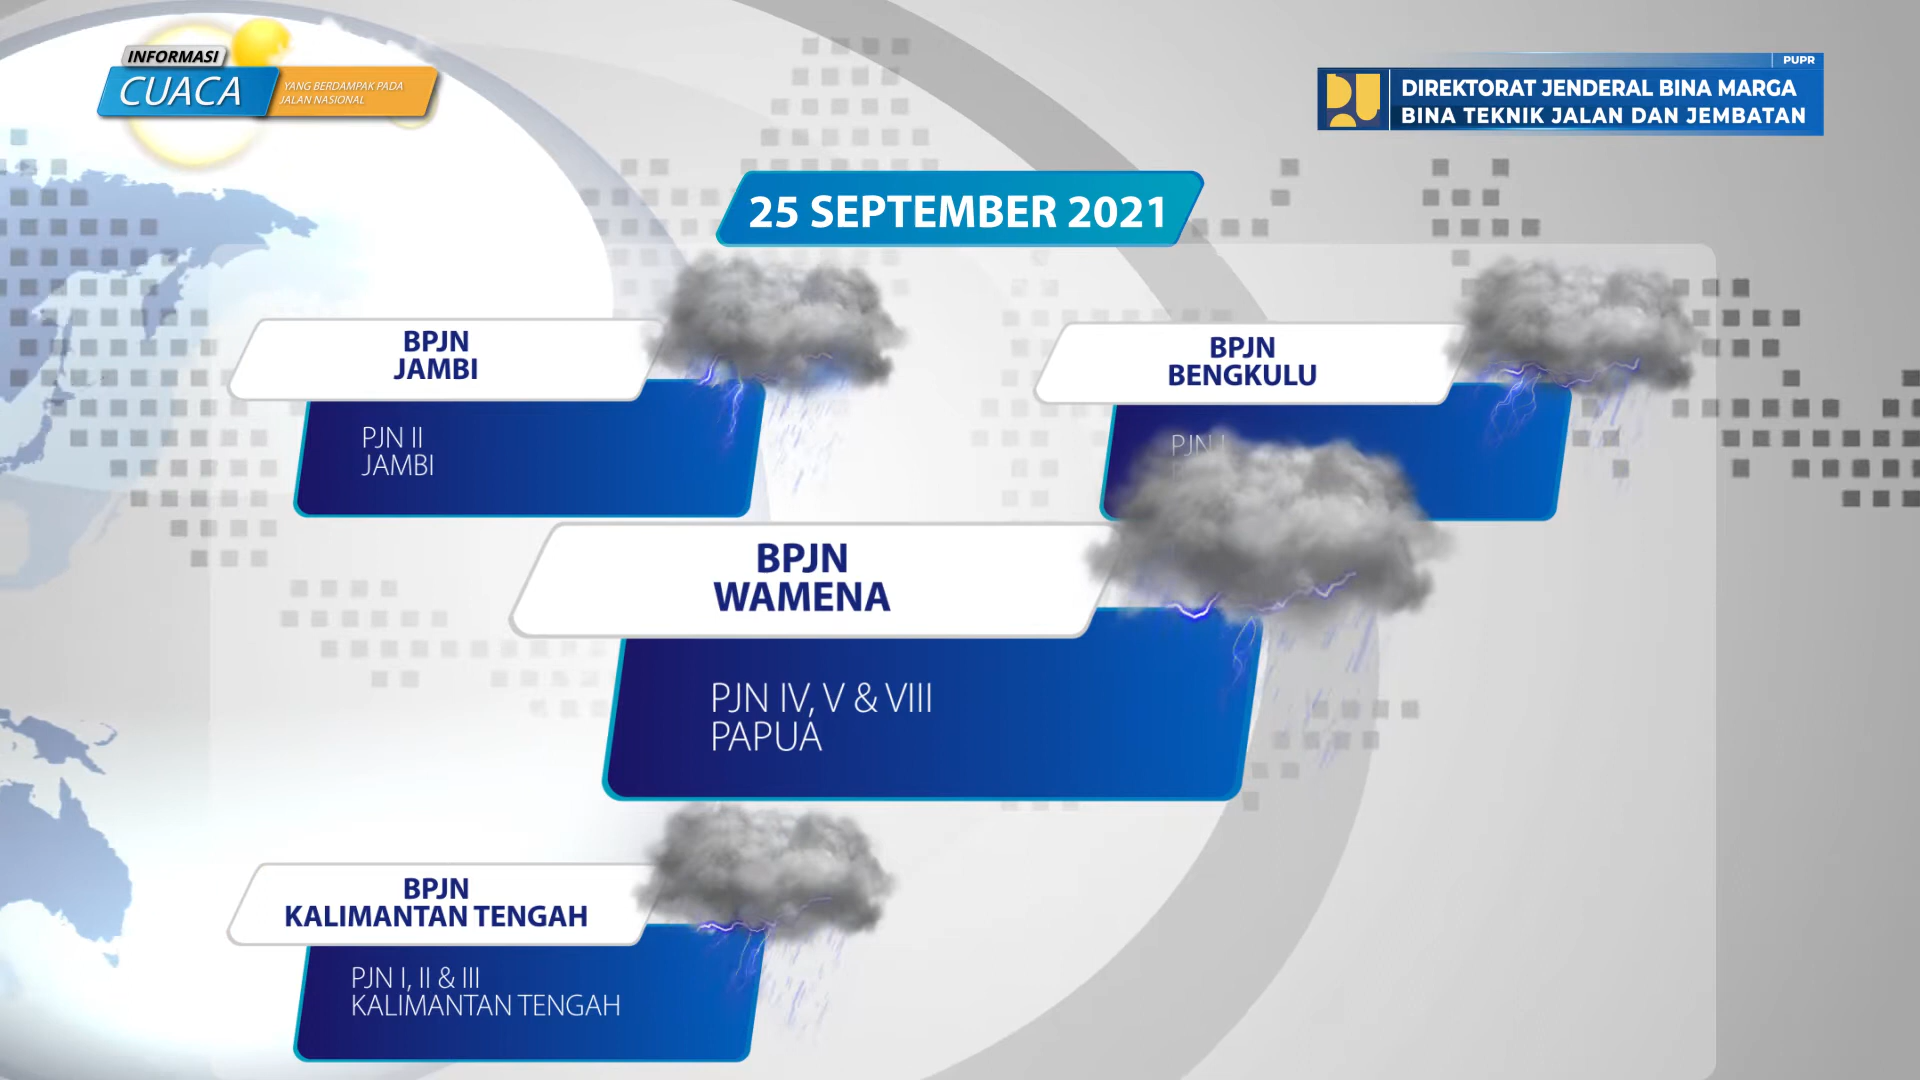 INFORMASI
CUACA
YANG BERDAMPAK PADA
JALAN NASIONAL
PUPR
DIREKTORAT JENDERAL BINA MARGA
BINA TEKNIK JALAN DAN JEMBATAN
25 SEPTEMBER 2021
BPJN
JAMBI
PJN II
JAMBI
BPJN
BENGKULU
PJN I
BPJN
WAMENA
PJN IV, V & VIII
PAPUA
BPJN
KALIMANTAN TENGAH
PJN I, II & III
KALIMANTAN TENGAH